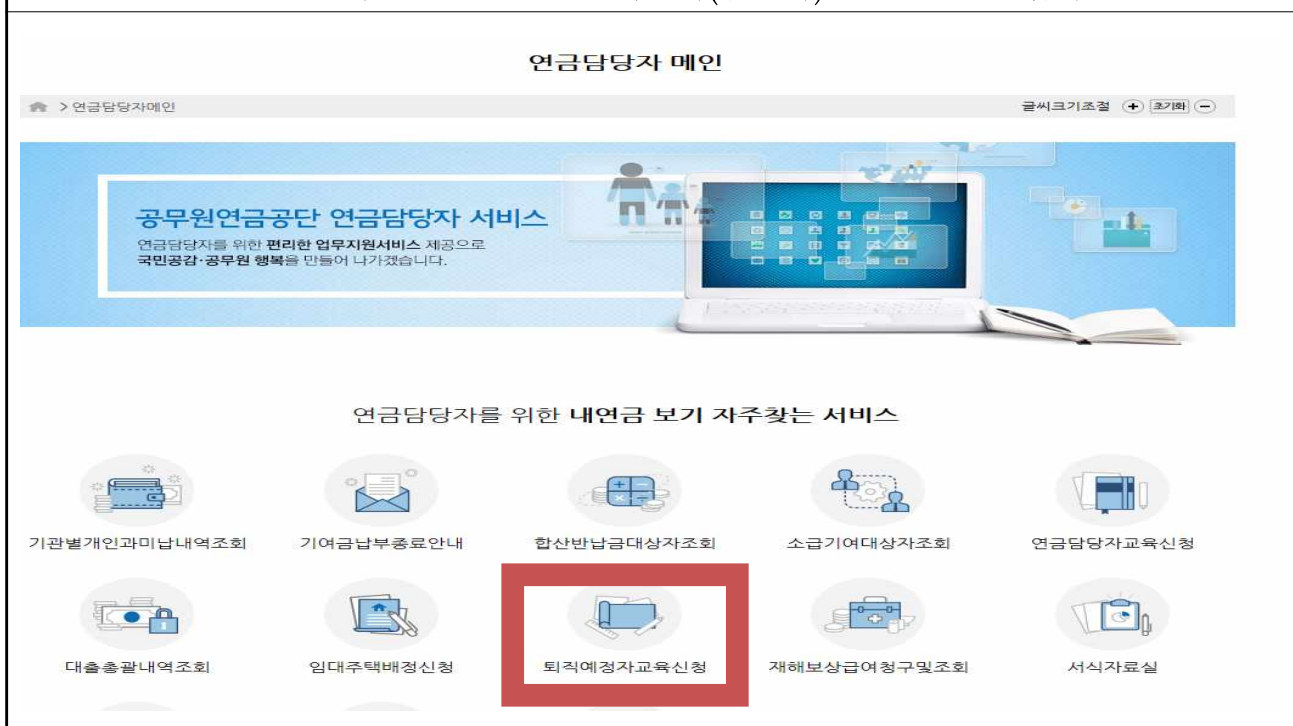 연금담당자 메인
> 연금담당자메인
글씨크기조절 + 초기화 −
공무원연금공단 연금담당자 서비스
연금담당자를 위한 편리한 업무지원서비스 제공으로
국민공감·공무원 행복을 만들어 나가겠습니다.
연금담당자를 위한 내연금 보기 자주찾는 서비스
기관별개인과미납내역조회 기여금납부종료안내 합산반납금대상자조회 소급기여대상자조회 연금담당자교육신청
대출총괄내역조회 임대주택배정신청 퇴직예정자교육신청 재해보상급여청구및조회 서식자료실